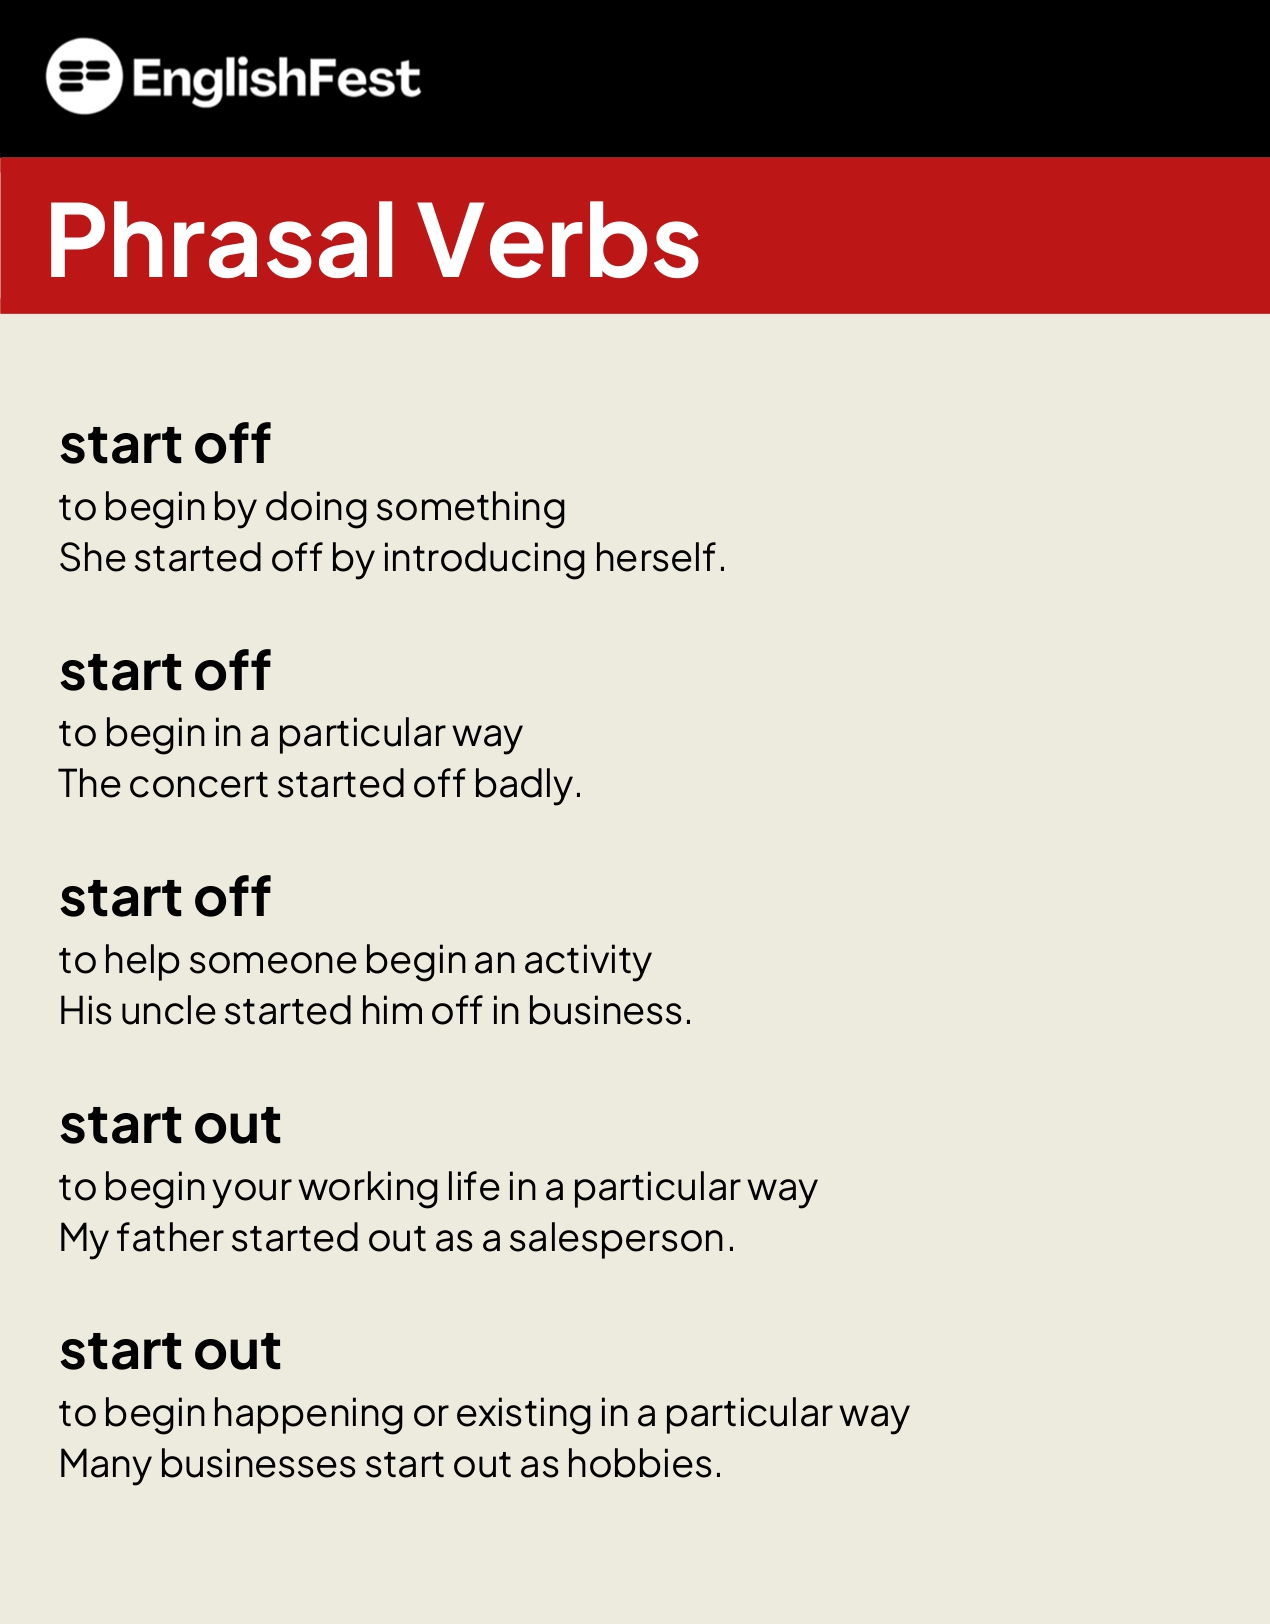 EnglishFest
Phrasal Verbs
start off
to begin by doing something
She started off by introducing herself.
start off
to begin in a particular way
The concert started off badly.
start off
to help someone begin an activity
His uncle started him off in business.
start out
to begin your working life in a particular way
My father started out as a salesperson.
start out
to begin happening or existing in a particular way
Many businesses start out as hobbies.